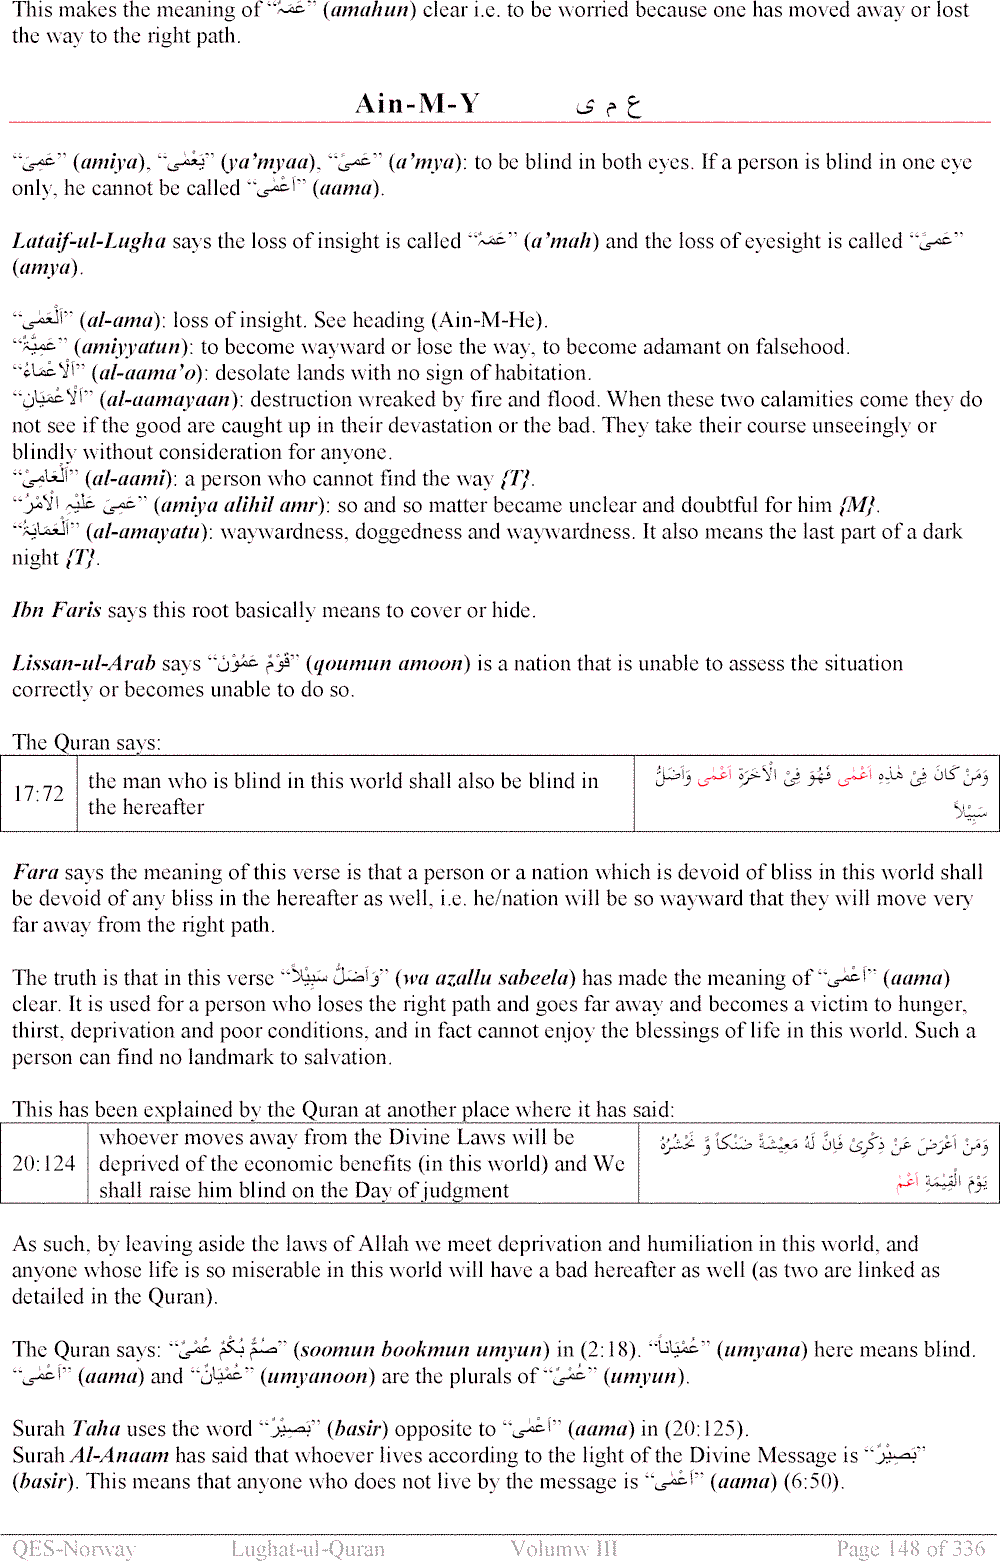 This makes the meaning of “عَمَہٌ” (amahun) clear i.e. to be worried because one has moved away or lost
the way to the right path.
Ain-M-Y ع م ی
“عَمِیَ” (amiya), “یَعْمٰی” (ya’myaa), “عَمیً” (a’mya): to be blind in both eyes. If a person is blind in one eye
only, he cannot be called “اَعْمٰی” (aama).
Lataif-ul-Lugha says the loss of insight is called “عَمَہٌ” (a’mah) and the loss of eyesight is called “عَمیً”
(amya).
“اَلْعَمٰی” (al-ama): loss of insight. See heading (Ain-M-He).
“عَمِیَّۃٌ” (amiyyatun): to become wayward or lose the way, to become adamant on falsehood.
“اَلْاَعْمَاءُ” (al-aama’o): desolate lands with no sign of habitation.
“اَلْاَعْمَیَانِ” (al-aamayaan): destruction wreaked by fire and flood. When these two calamities come they do
not see if the good are caught up in their devastation or the bad. They take their course unseeingly or
blindly without consideration for anyone.
“اَلْعَامِیْ” (al-aami): a person who cannot find the way {T}.
“عَمِیَ عَلَیْہِ الْاَمْرُ” (amiya alihil amr): so and so matter became unclear and doubtful for him {M}.
“اَلْعَمَایَۃُ” (al-amayatu): waywardness, doggedness and waywardness. It also means the last part of a dark
night {T}.
Ibn Faris says this root basically means to cover or hide.
Lissan-ul-Arab says “قَوْمٌ عَمُوْنَ” (qoumun amoon) is a nation that is unable to assess the situation
correctly or becomes unable to do so.
The Quran says:
17:72 the man who is blind in this world shall also be blind in
the hereafter
وَمَنْ کَانَ فِیْ ھٰذِہِ اَعْمٰی فَھُوَ فِیْ الْآخِرَۃِ اَعْمٰی وَاَضَلُّ
سَبِیْلاً
Fara says the meaning of this verse is that a person or a nation which is devoid of bliss in this world shall
be devoid of any bliss in the hereafter as well, i.e. he/nation will be so wayward that they will move very
far away from the right path.
The truth is that in this verse “وَاَضَلُّ سَبِیْلاً” (wa azallu sabeela) has made the meaning of “اَعْمٰی” (aama)
clear. It is used for a person who loses the right path and goes far away and becomes a victim to hunger,
thirst, deprivation and poor conditions, and in fact cannot enjoy the blessings of life in this world. Such a
person can find no landmark to salvation.
This has been explained by the Quran at another place where it has said:
20:124 whoever moves away from the Divine Laws will be
deprived of the economic benefits (in this world) and We
shall raise him blind on the Day of judgment
وَمَنْ اَعْرَضَ عَنْ ذِکْرِیْ فَاِنَّ لَہُ مَعِیْشَۃً ضَنْکاً وَّ نَحْشُرُہُ
یَوْمَ الْقِیٰمَۃِ اَعْمٰ
As such, by leaving aside the laws of Allah we meet deprivation and humiliation in this world, and
anyone whose life is so miserable in this world will have a bad hereafter as well (as two are linked as
detailed in the Quran).
The Quran says: “صُمٌّ بُکْمٌ عُمْیٌ” (soomun bookmun umyun) in (2:18). “عُمْیَاناً” (umyana) here means blind.
“اَعْمٰی” (aama) and “عُمْیَانٌ” (umyanoon) are the plurals of “عُمْیٌ” (umyun).
Surah Taha uses the word “بَصِیْرٌ” (basir) opposite to “اَعْمٰی” (aama) in (20:125).
Surah Al-Anaam has said that whoever lives according to the light of the Divine Message is “بَصِیْرٌ”
(basir). This means that anyone who does not live by the message is “اَعْمٰی” (aama) (6:50).
QES-Norway Lughat-ul-Quran Volumw III Page 148 of 336